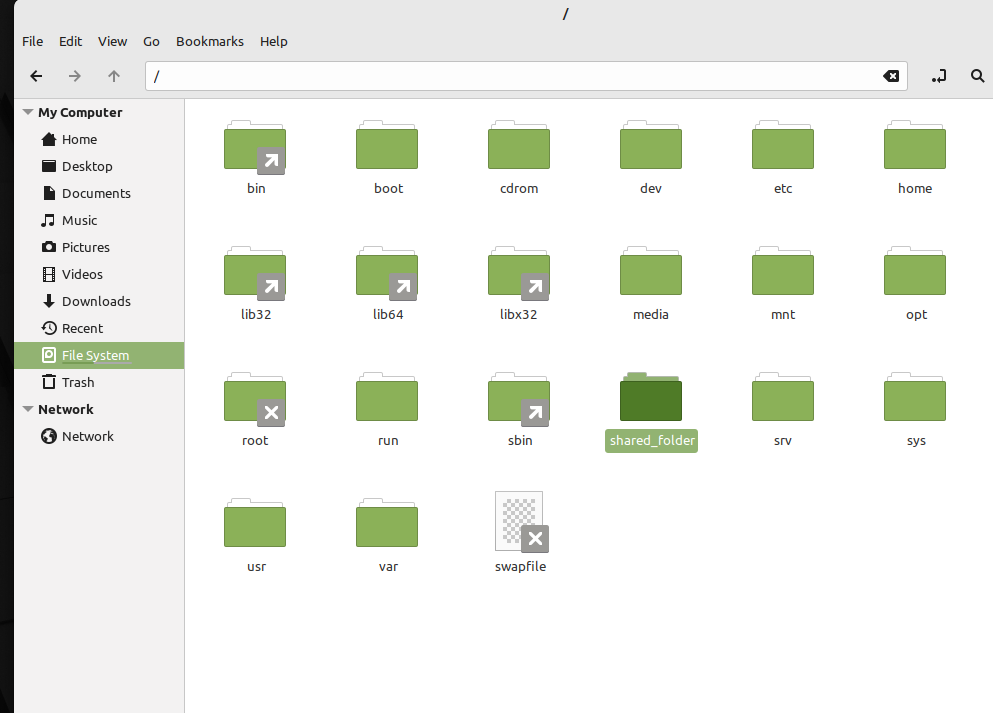 /
File Edit View Go Bookmarks Help
/
My Computer
Home
Desktop
Documents
Music
Pictures
Videos
Downloads
Recent
File System
Trash
Network
Network
bin boot cdrom dev etc home
lib32 lib64 libx32 media mnt opt
root run sbin shared_folder srv sys
usr var swapfile